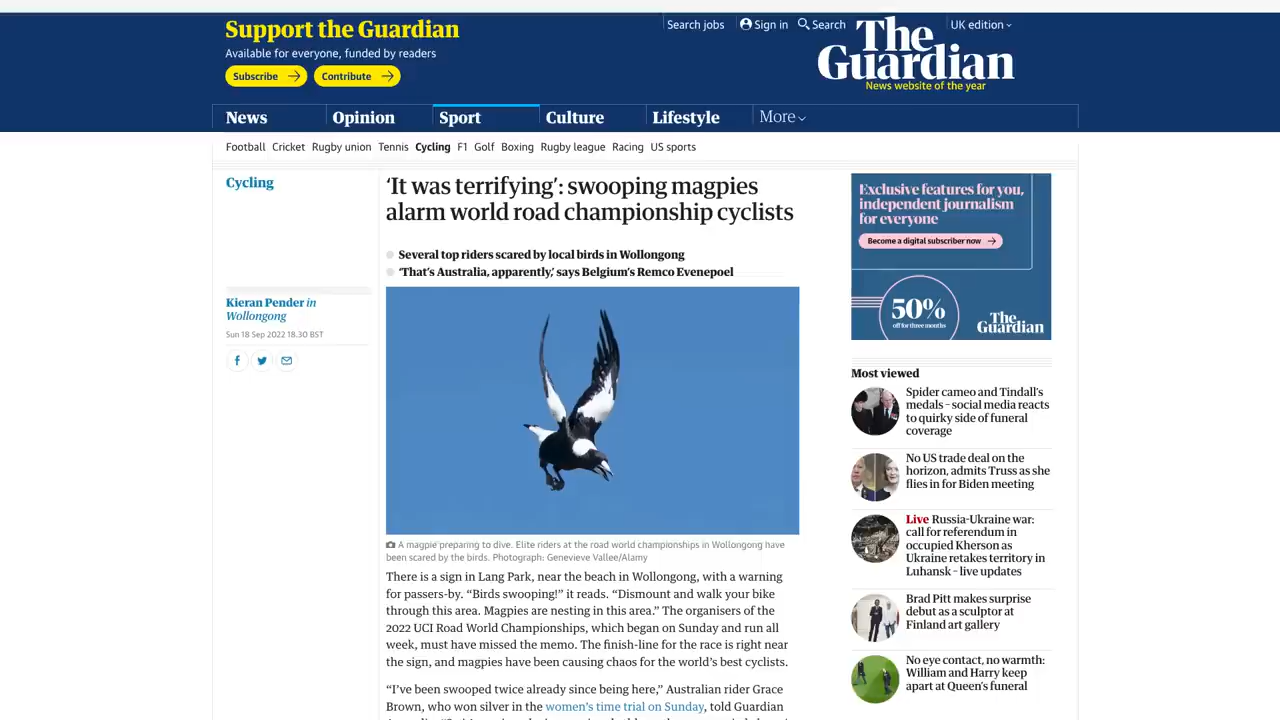 Support the Guardian
Available for everyone, funded by readers
Subscribe
Contribute
Search jobs
Sign in
Search
UK edition
The
Guardian
News website of the year
News
Opinion
Sport
Culture
Lifestyle
More
Football
Cricket
Rugby union
Tennis
Cycling
F1
Golf
Boxing
Rugby league
Racing
US sports
Cycling
‘It was terrifying’: swooping magpies
alarm world road championship cyclists
Several top riders scared by local birds in Wollongong
‘That’s Australia, apparently,’ says Belgium’s Remco Evenepoel
Kieran Pender in
Wollongong
Sun 18 Sep 2022 18.30 BST
A magpie preparing to dive. Elite riders at the road world championships in Wollongong have
been scared by the birds. Photograph: Genevieve Vallee/Alamy
There is a sign in Lang Park, near the beach in Wollongong, with a warning
for passers-by. “Birds swooping!” it reads. “Dismount and walk your bike
through this area. Magpies are nesting in this area.” The organisers of the
2022 UCI Road World Championships, which began on Sunday and run all
week, must have missed the memo. The finish-line for the race is right near
the sign, and magpies have been causing chaos for the world’s best cyclists.
“I’ve been swooped twice already since being here,” Australian rider Grace
Brown, who won silver in the women’s time trial on Sunday, told Guardian
Exclusive features for you,
independent journalism
for everyone
Become a digital subscriber now
50%
off for three months
The
Guardian
Most viewed
Spider cameo and Tindall’s
medals – social media reacts
to quirky side of funeral
coverage
No US trade deal on the
horizon, admits Truss as she
flies in for Biden meeting
Live Russia-Ukraine war:
call for referendum in
occupied Kherson as
Ukraine retakes territory in
Luhansk – live updates
Brad Pitt makes surprise
debut as a sculptor at
Finland art gallery
No eye contact, no warmth:
William and Harry keep
apart at Queen’s funeral